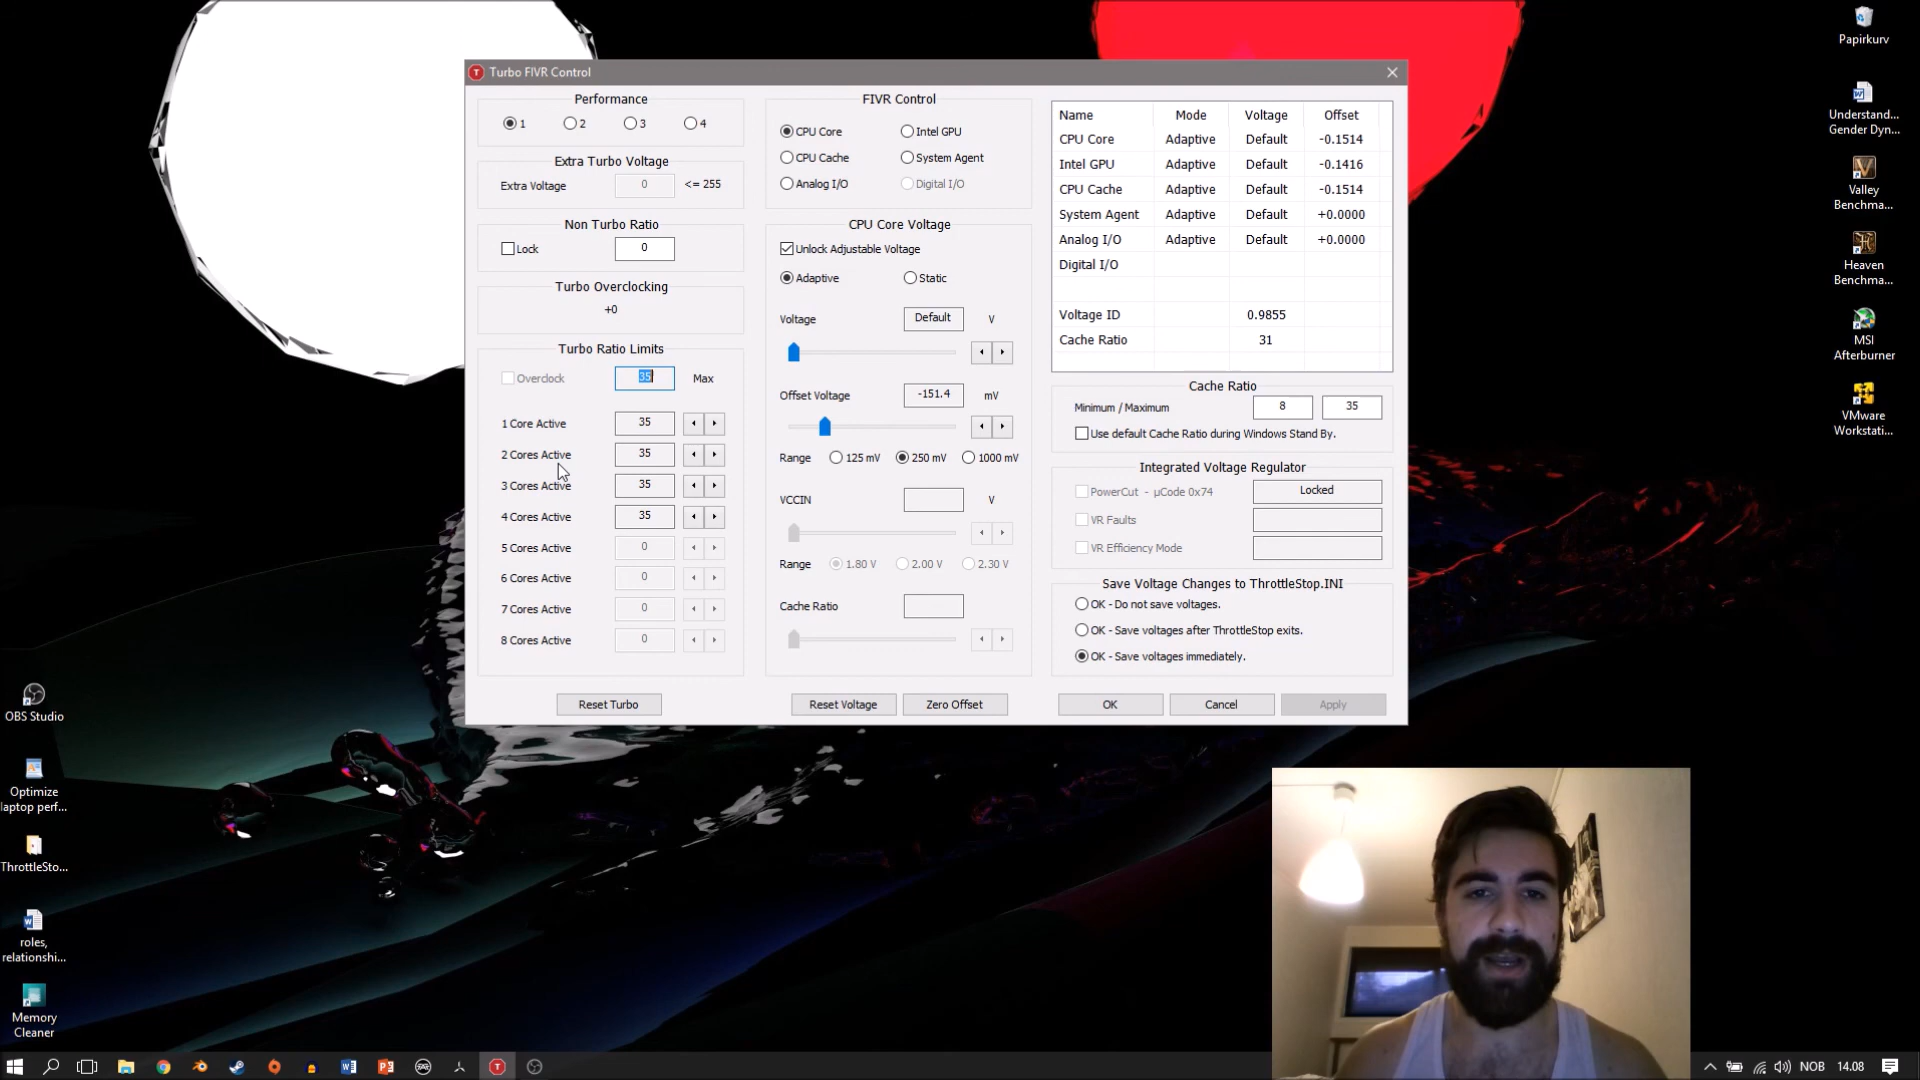 Turbo FIVR Control
Performance
1 2 3 4
Extra Turbo Voltage
Extra Voltage 0 <= 255
Non Turbo Ratio
Lock 0
Turbo Overclocking
+0
Turbo Ratio Limits
Overclock 35 Max
1 Core Active 35
2 Cores Active 35
3 Cores Active 35
4 Cores Active 35
5 Cores Active 0
6 Cores Active 0
7 Cores Active 0
8 Cores Active 0
Reset Turbo
FIVR Control
CPU Core Intel GPU
CPU Cache System Agent
Analog I/O Digital I/O
CPU Core Voltage
Unlock Adjustable Voltage
Adaptive Static
Voltage Default V
Offset Voltage -151.4 mV
Range 125 mV 250 mV 1000 mV
VCCIN V
Range 1.80 V 2.00 V 2.30 V
Cache Ratio
Reset Voltage Zero Offset
Name Mode Voltage Offset
CPU Core Adaptive Default -0.1514
Intel GPU Adaptive Default -0.1416
CPU Cache Adaptive Default -0.1514
System Agent Adaptive Default +0.0000
Analog I/O Adaptive Default +0.0000
Digital I/O
Voltage ID 0.9855
Cache Ratio 31
Cache Ratio
Minimum / Maximum 8 35
Use default Cache Ratio during Windows Stand By.
Integrated Voltage Regulator
PowerCut - µCode 0x74 Locked
VR Faults
VR Efficiency Mode
Save Voltage Changes to ThrottleStop.INI
OK - Do not save voltages.
OK - Save voltages after ThrottleStop exits.
OK - Save voltages immediately.
OK Cancel Apply
Papirkurv
Understand...
Gender Dyn...
Valley
Benchma...
Heaven
Benchma...
MSI
Afterburner
VMware
Workstati...
OBS Studio
Optimize
laptop perf...
ThrottleSto...
roles,
relationshi...
Memory
Cleaner
NOB 14.08